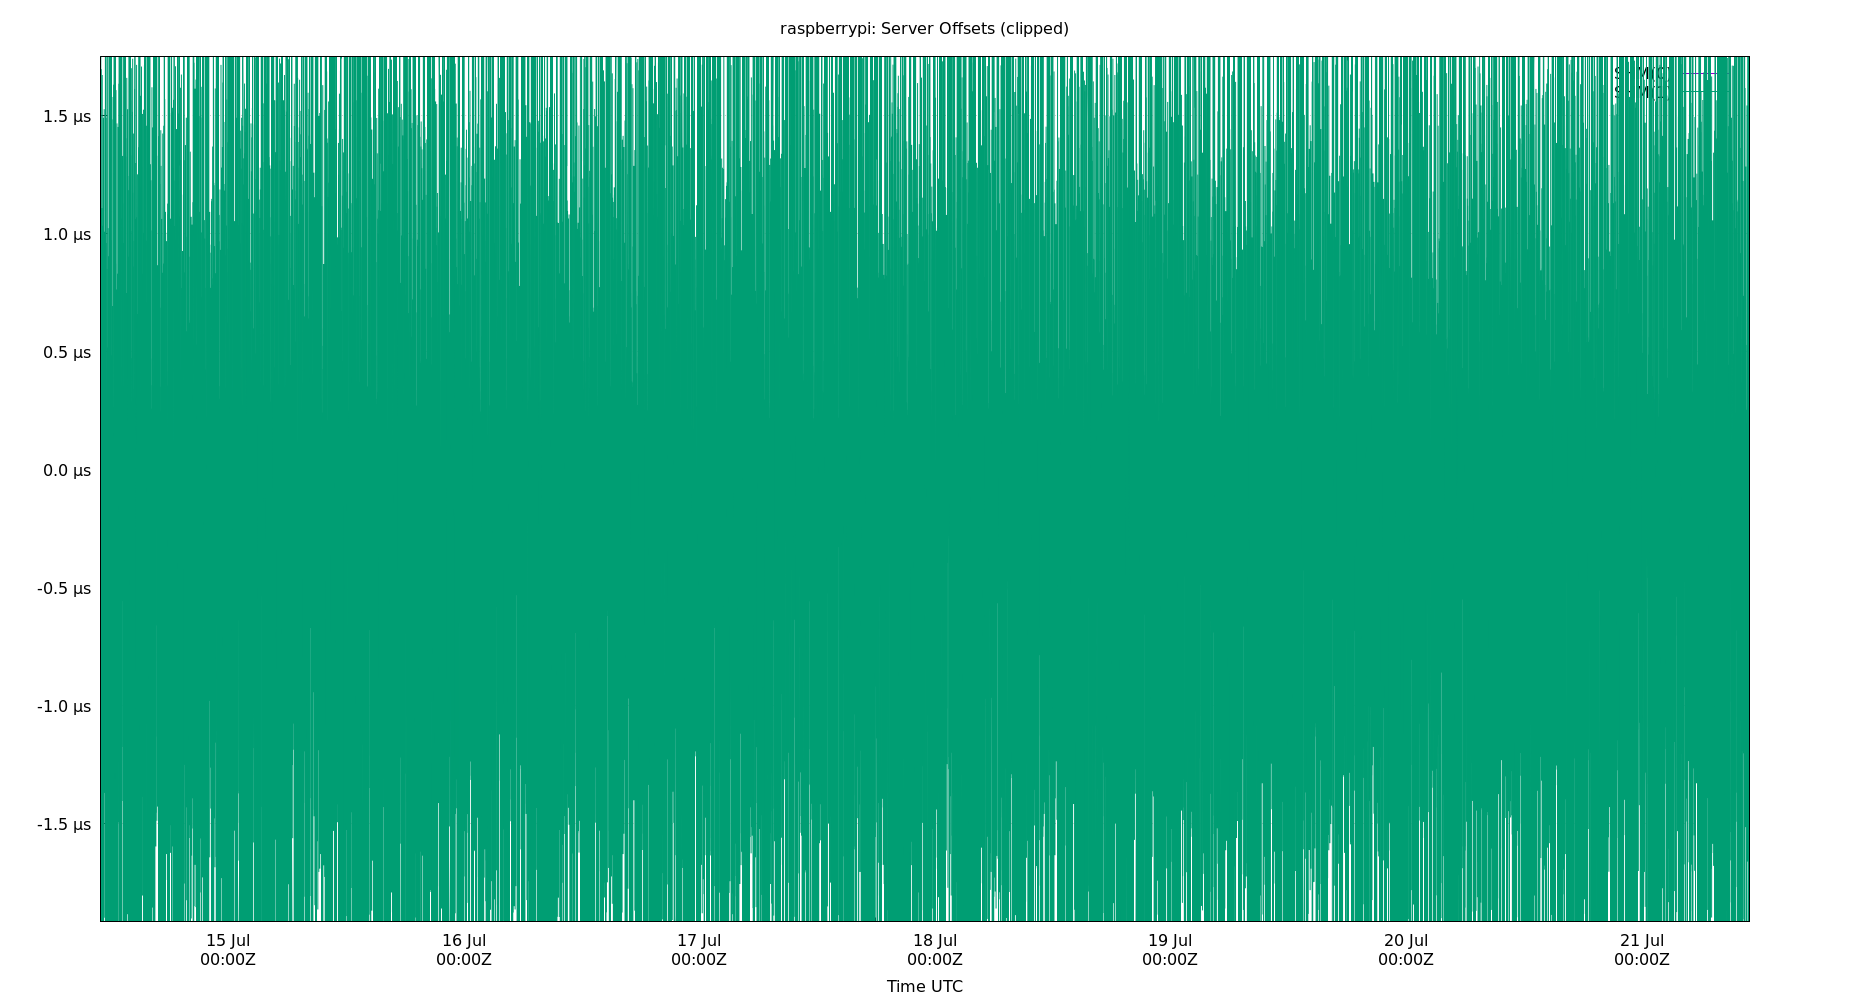 raspberrypi: Server Offsets (clipped)
1.5 µs
1.0 µs
0.5 µs
0.0 µs
-0.5 µs
-1.0 µs
-1.5 µs
15 Jul
00:00Z
16 Jul
00:00Z
17 Jul
00:00Z
18 Jul
00:00Z
19 Jul
00:00Z
20 Jul
00:00Z
21 Jul
00:00Z
Time UTC